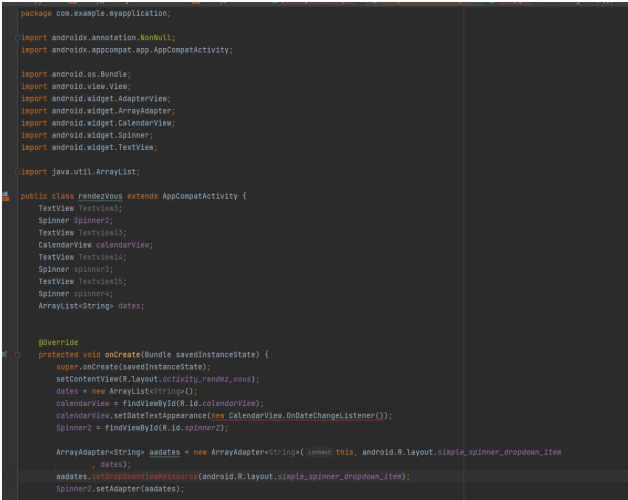 package com.example.myapplication;
import androidx.annotation.NonNull;
import androidx.appcompat.app.AppCompatActivity;
import android.os.Bundle;
import android.view.View;
import android.widget.AdapterView;
import android.widget.ArrayAdapter;
import android.widget.CalendarView;
import android.widget.Spinner;
import android.widget.TextView;
import java.util.ArrayList;
public class rendezVous extends AppCompatActivity {
TextView Textview3;
Spinner Spinner2;
TextView Textview13;
CalendarView calendarView;
TextView Textview14;
Spinner spinner3;
TextView Textview15;
Spinner spinner4;
ArrayList<String> dates;
@Override
protected void onCreate(Bundle savedInstanceState) {
super.onCreate(savedInstanceState);
setContentView(R.layout.activity_rendez_vous);
dates = new ArrayList<String>();
calendarView = findViewById(R.id.calendarView);
calendarView.setDateTextAppearance(new CalendarView.OnDateChangeListener());
Spinner2 = findViewById(R.id.spinner2);
ArrayAdapter<String> aadates = new ArrayAdapter<String>( context: this, android.R.layout.simple_spinner_dropdown_item
, dates);
aadates.setDropDownViewRessource(android.R.layout.simple_spinner_dropdown_item);
Spinner2.setAdapter(aadates);